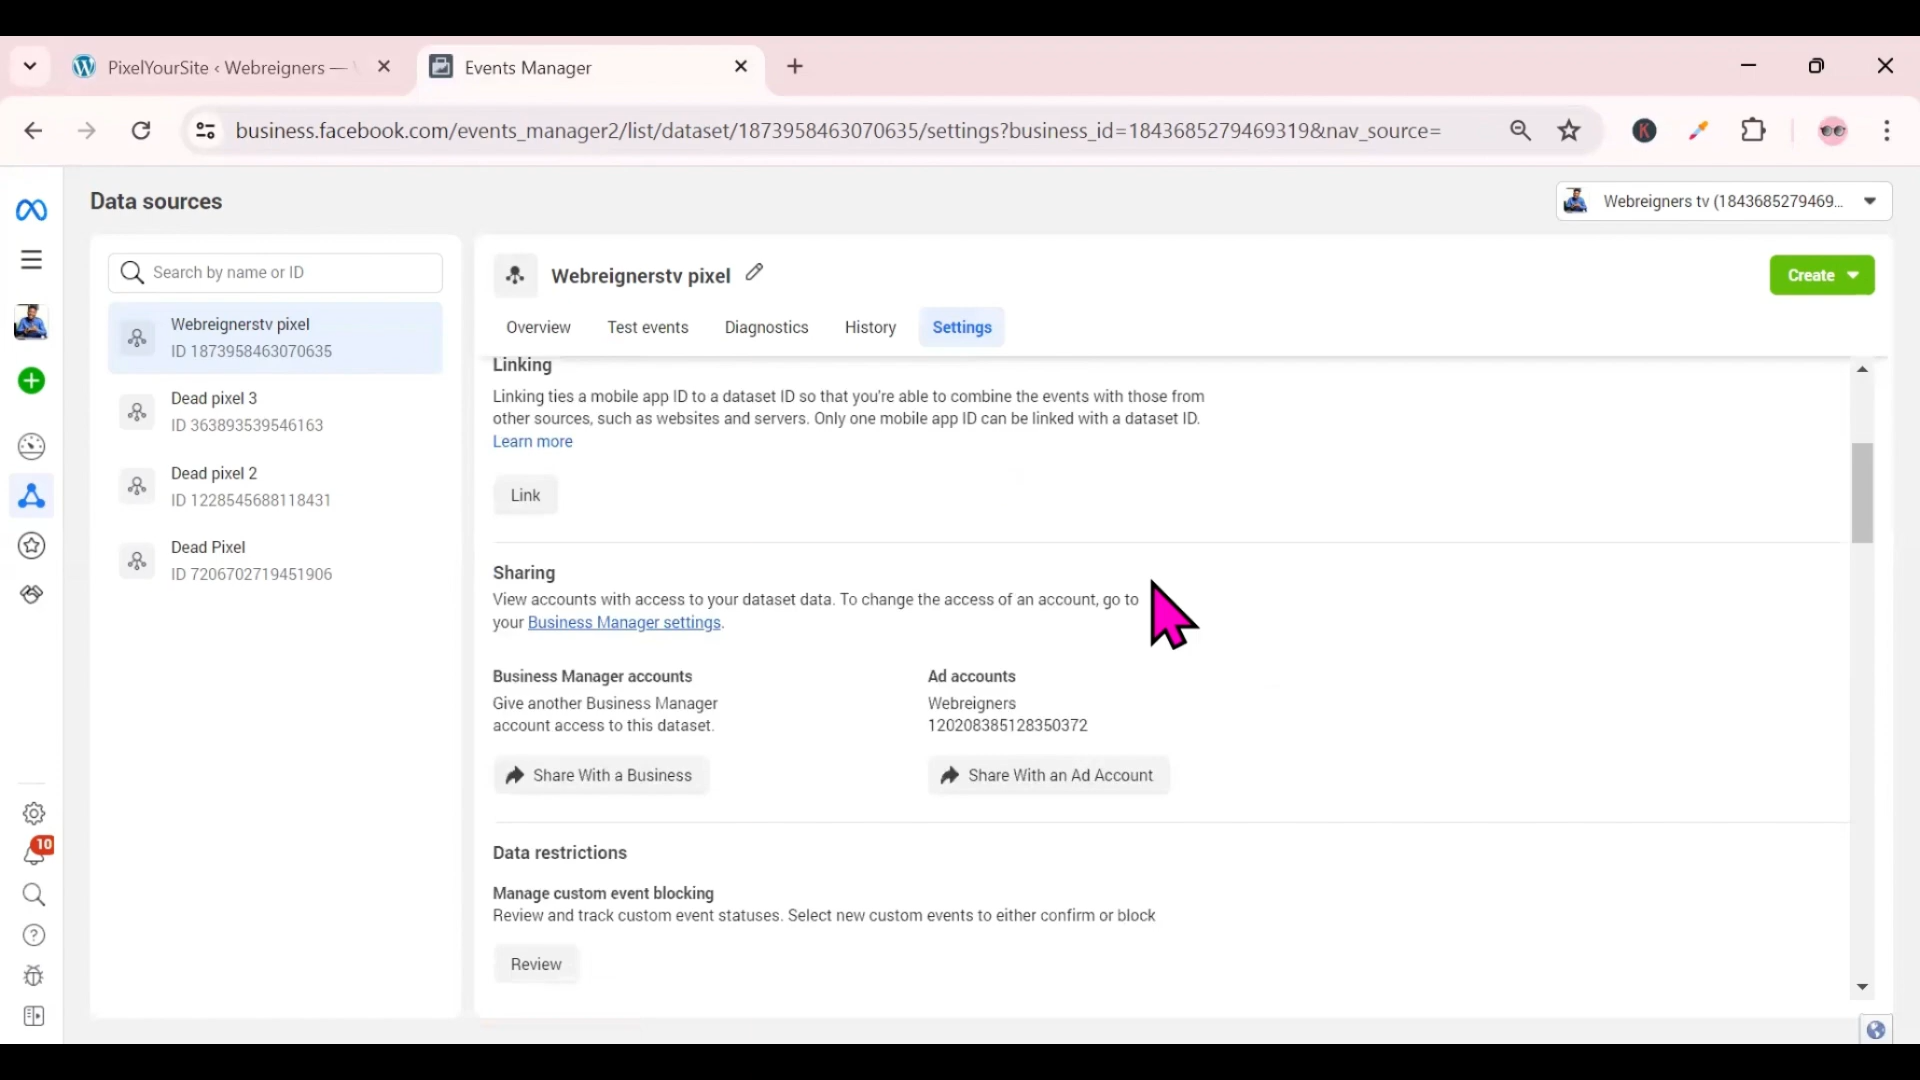 PixelYourSite ‹ Webreigners —
Events Manager
business.facebook.com/events_manager2/list/dataset/1873958463070635/settings?business_id=1843685279469319&nav_source=
K
Data sources
Webreigners tv (184368527946​9...
Search by name or ID
Webreignerstv pixel
ID 1873958463070635
Dead pixel 3
ID 363893539546163
Dead pixel 2
ID 1228545688118431
Dead Pixel
ID 7206702719451906
10
Webreignerstv pixel
Create
Overview
Test events
Diagnostics
History
Settings
Linking
Linking ties a mobile app ID to a dataset ID so that you're able to combine the events with those from
other sources, such as websites and servers. Only one mobile app ID can be linked with a dataset ID.
Learn more
Link
Sharing
View accounts with access to your dataset data. To change the access of an account, go to
your Business Manager settings.
Business Manager accounts
Give another Business Manager
account access to this dataset.
Share With a Business
Ad accounts
Webreigners
120208385128350372
Share With an Ad Account
Data restrictions
Manage custom event blocking
Review and track custom event statuses. Select new custom events to either confirm or block
Review